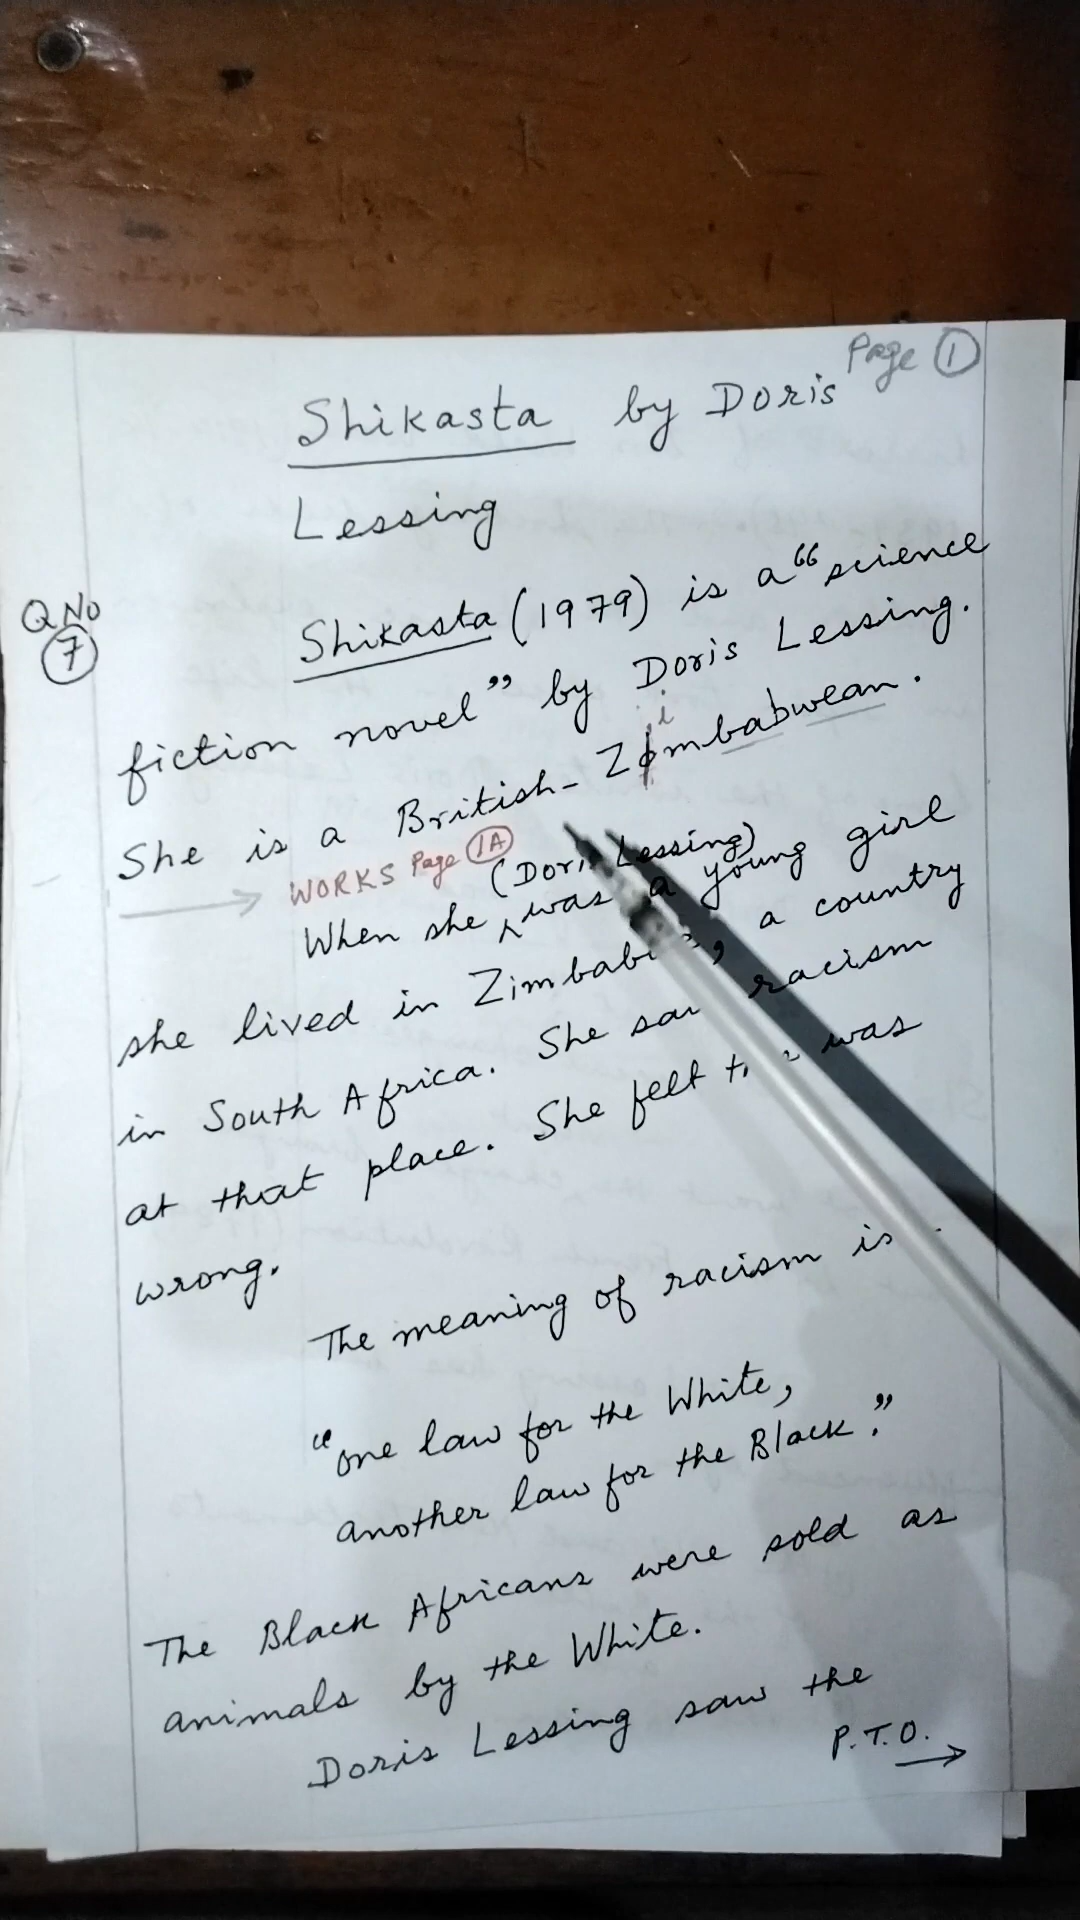 Page 1
Shikasta by Doris
Lessing
Q No
7
Shikasta (1979) is a "science
fiction novel" by Doris Lessing.
She is a British-Zimbabwean.
WORKS Page 1A
(Doris Lessing)
When she was a young girl
she lived in , a country
in South Africa. She racism
at that place. She felt was
wrong.
The meaning of racism is
"one law for the White,
another law for the Black."
The Black Africans were sold as
animals by the White.
Doris Lessing saw the
P.T.O.